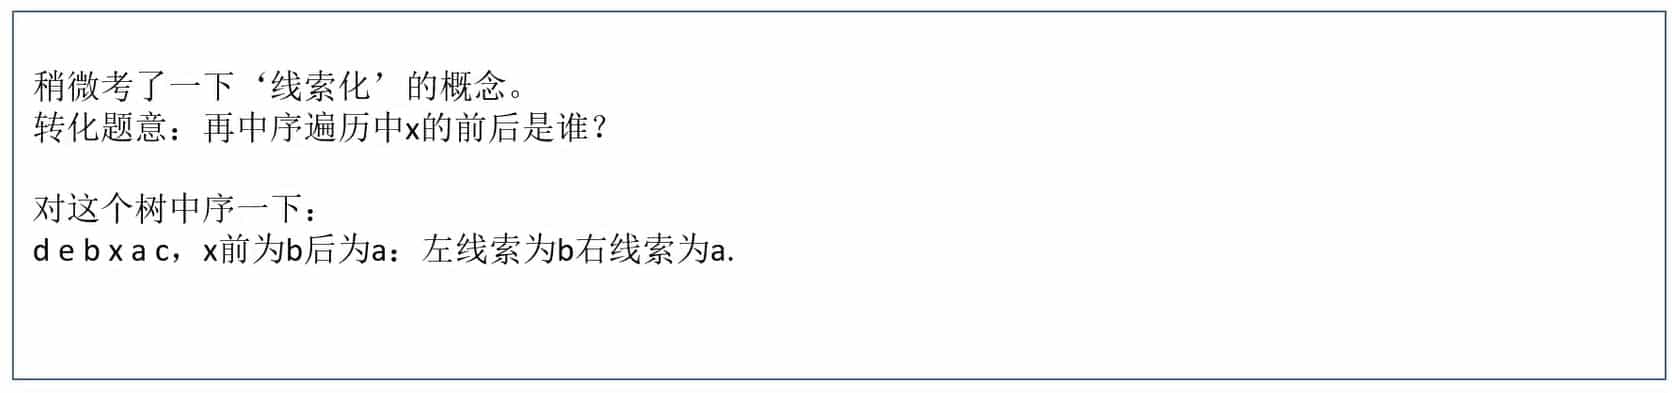 稍微考了一下‘线索化’的概念。
转化题意：再中序遍历中x的前后是谁？
对这个树中序一下：
d e b x a c，x前为b后为a：左线索为b右线索为a.